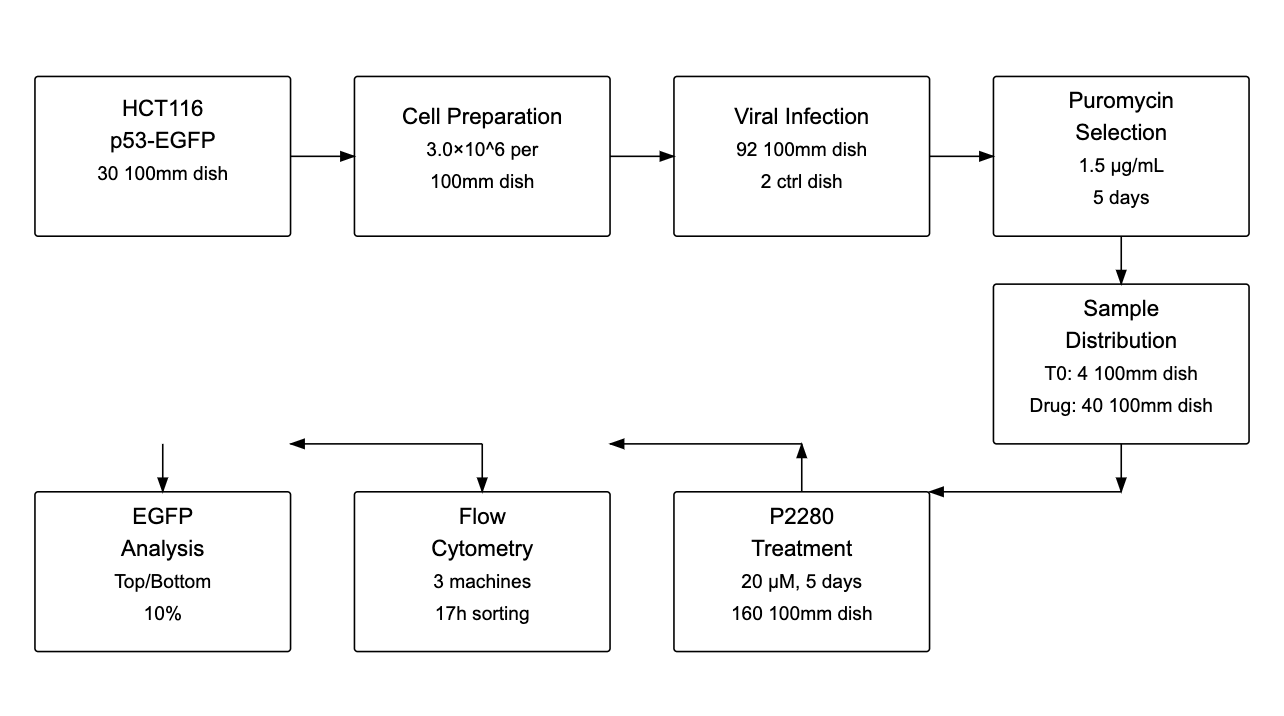 HCT116
p53-EGFP
30 100mm dish
Cell Preparation
3.0×10^6 per
100mm dish
Viral Infection
92 100mm dish
2 ctrl dish
Puromycin
Selection
1.5 µg/mL
5 days
Sample
Distribution
T0: 4 100mm dish
Drug: 40 100mm dish
P2280
Treatment
20 µM, 5 days
160 100mm dish
Flow
Cytometry
3 machines
17h sorting
EGFP
Analysis
Top/Bottom
10%